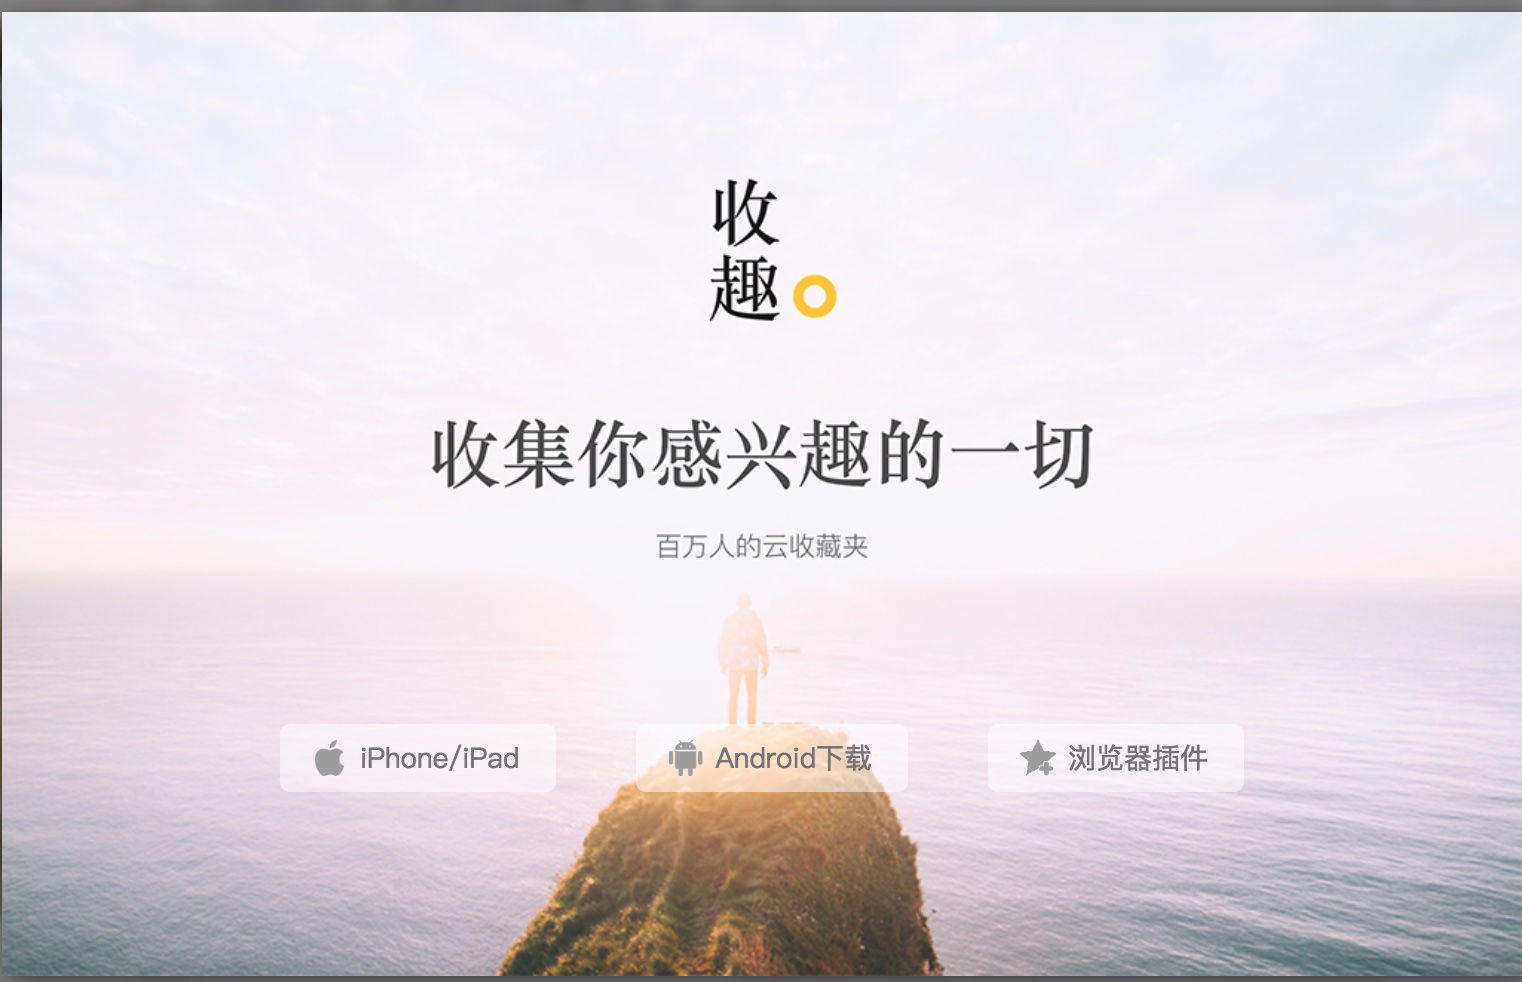 收
趣
收集你感兴趣的一切
百万人的云收藏夹
iPhone/iPad
Android下载
浏览器插件